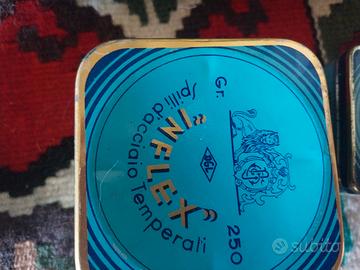 Gr. 250
"INFLEX"
Spilli d'acciaio Temperati
subito